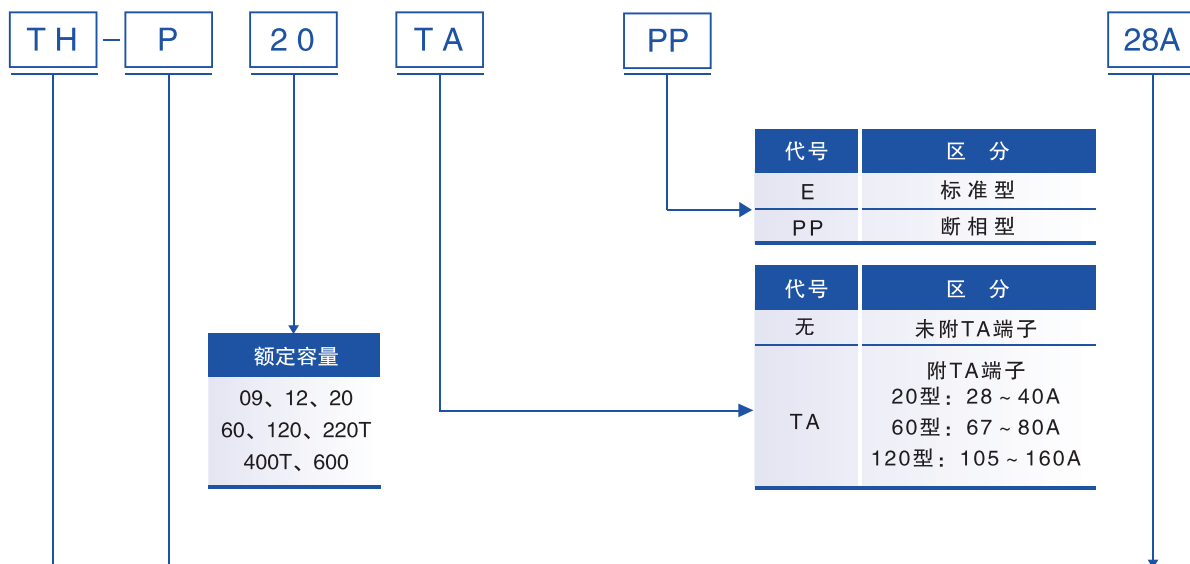 TH-P 20 TA PP 28A
代号 区 分
E 标准型
PP 断相型
代号 区 分
无 未附TA端子
TA
附TA端子
20型：28～40A
60型：67～80A
120型：105～160A
额定容量
09、12、20
60、120、220T
400T、600